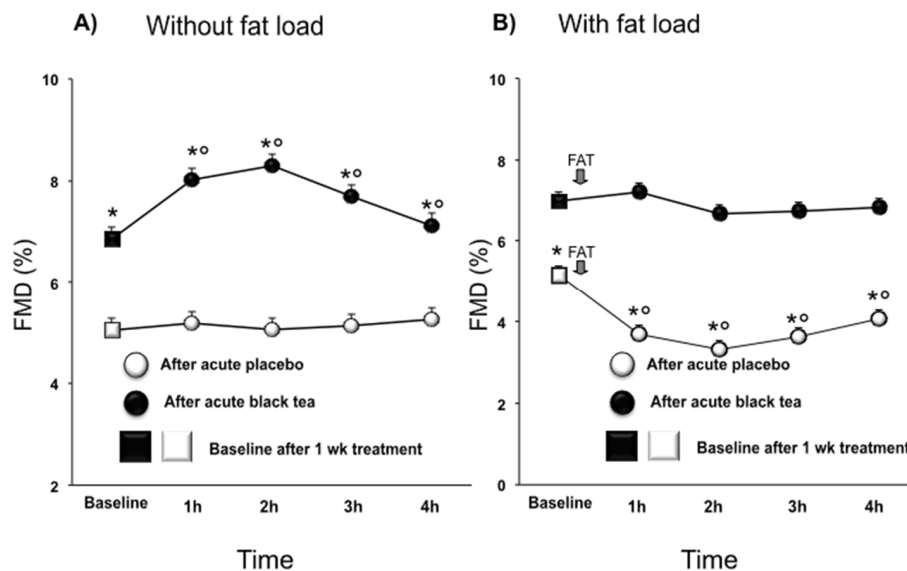 A) Without fat load
10
8
6
4
2
FMD (%)
*
*°
*°
*°
*°
After acute placebo
After acute black tea
Baseline after 1 wk treatment
Baseline 1h 2h 3h 4h
Time
B) With fat load
10
8
6
4
2
0
FMD (%)
FAT
* FAT
*°
*°
*°
*°
After acute placebo
After acute black tea
Baseline after 1 wk treatment
Baseline 1h 2h 3h 4h
Time